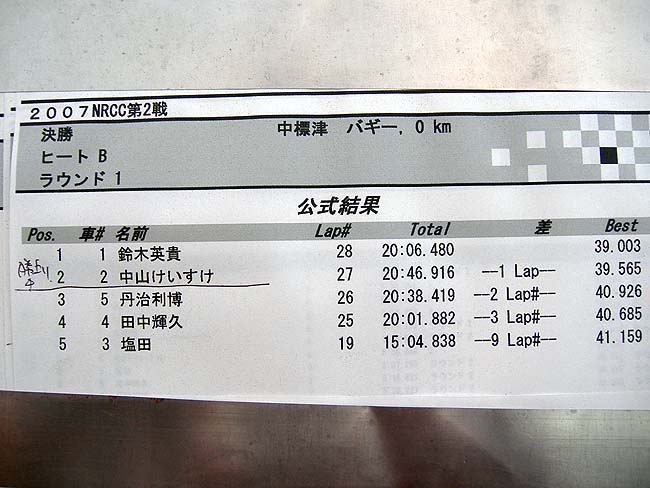 2007NRCC第2戦
決勝 中標津 バギー, 0 km
ヒート B
ラウンド 1
公式結果
Pos. 車# 名前 Lap# Total 差 Best
1 1 鈴木英貴 28 20:06.480 39.003
2 2 中山けいすけ 27 20:46.916 --1 Lap-- 39.565
3 5 丹治利博 26 20:38.419 --2 Lap#-- 40.926
4 4 田中輝久 25 20:01.882 --3 Lap#-- 40.685
5 3 塩田 19 15:04.838 --9 Lap#-- 41.159